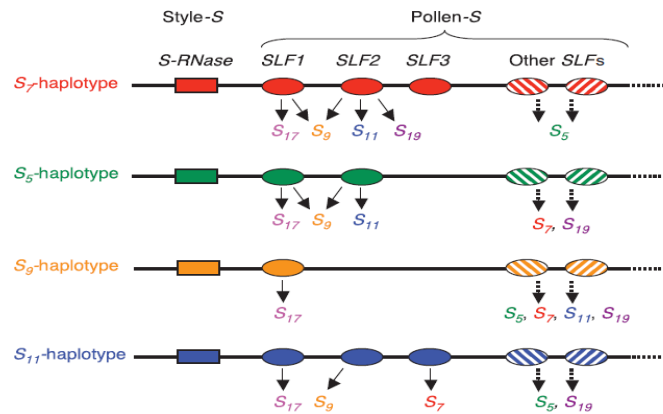 Style-S Pollen-S
S-RNase SLF1 SLF2 SLF3 Other SLFs
S7-haplotype
S17 S9 S11 S19 S5
S5-haplotype
S17 S9 S11 S7, S19
S9-haplotype
S17 S5, S7, S11, S19
S11-haplotype
S17 S9 S7 S5, S19